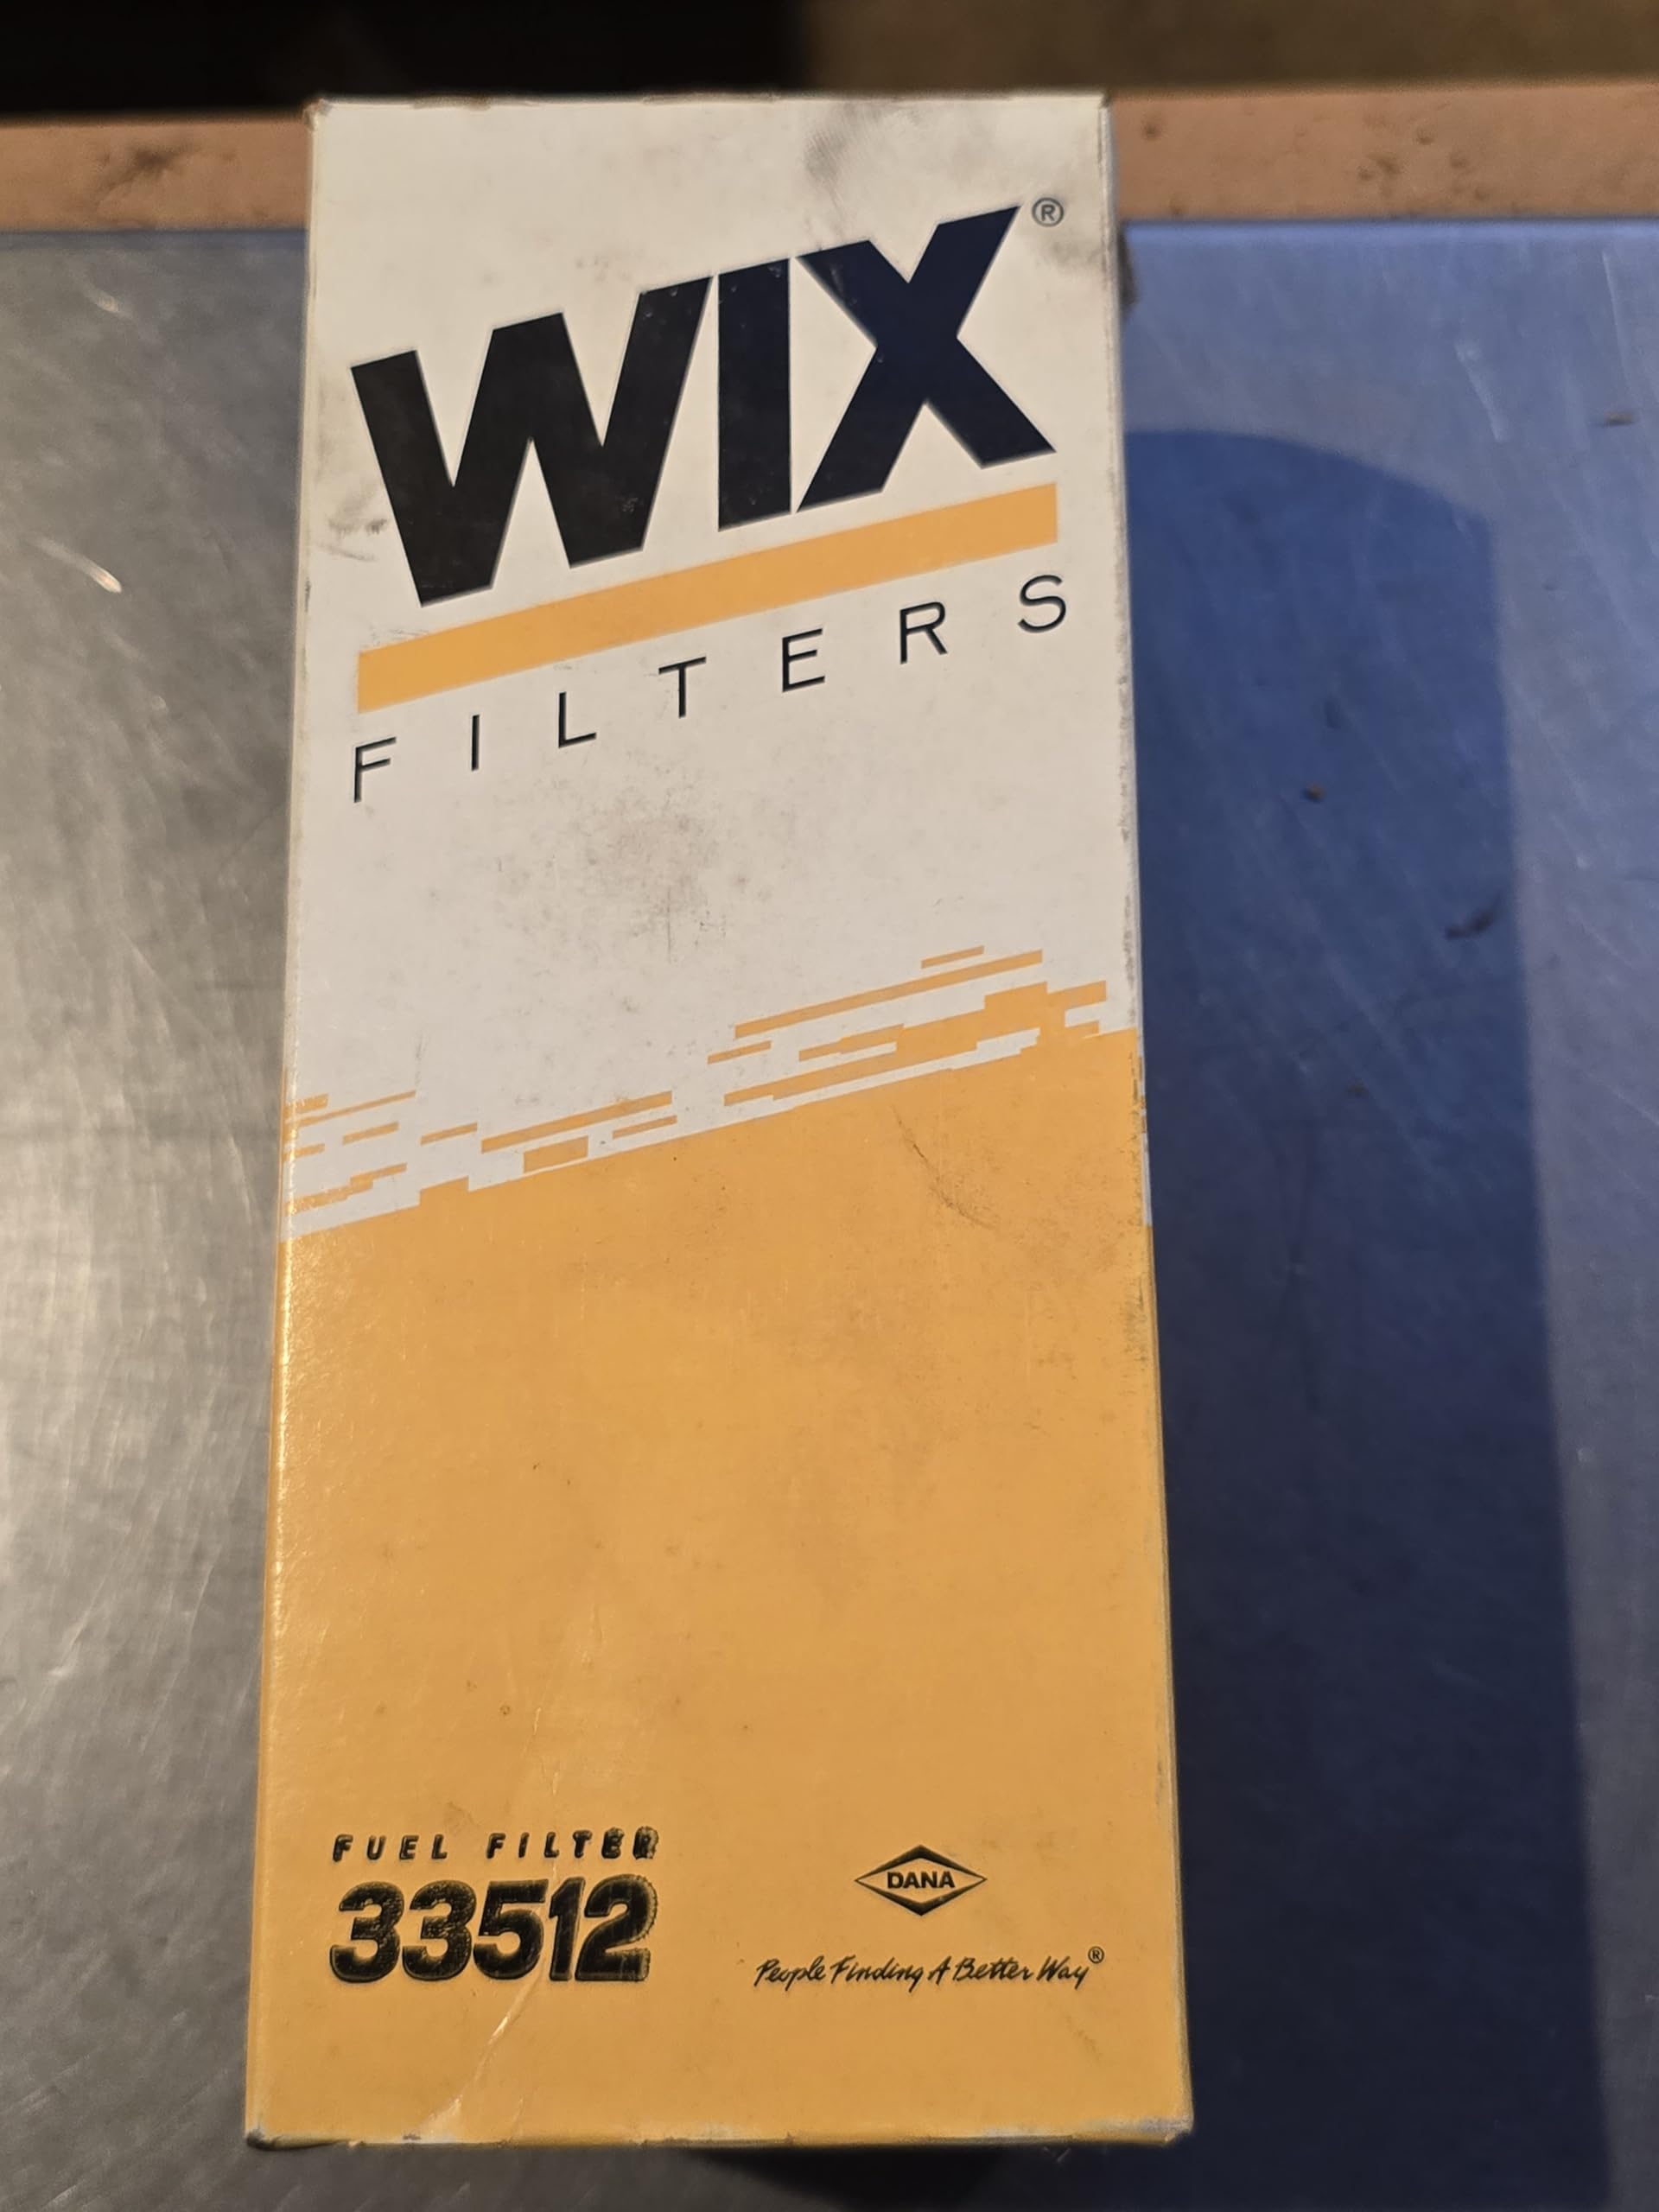 WIX®
FILTERS
FUEL FILTER
33512
DANA
People Finding A Better Way®